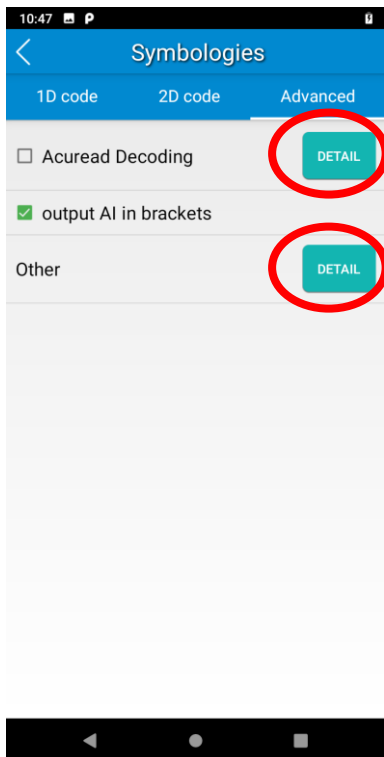 10:47
Symbologies
1D code 2D code Advanced
Acuread Decoding DETAIL
output AI in brackets
Other DETAIL